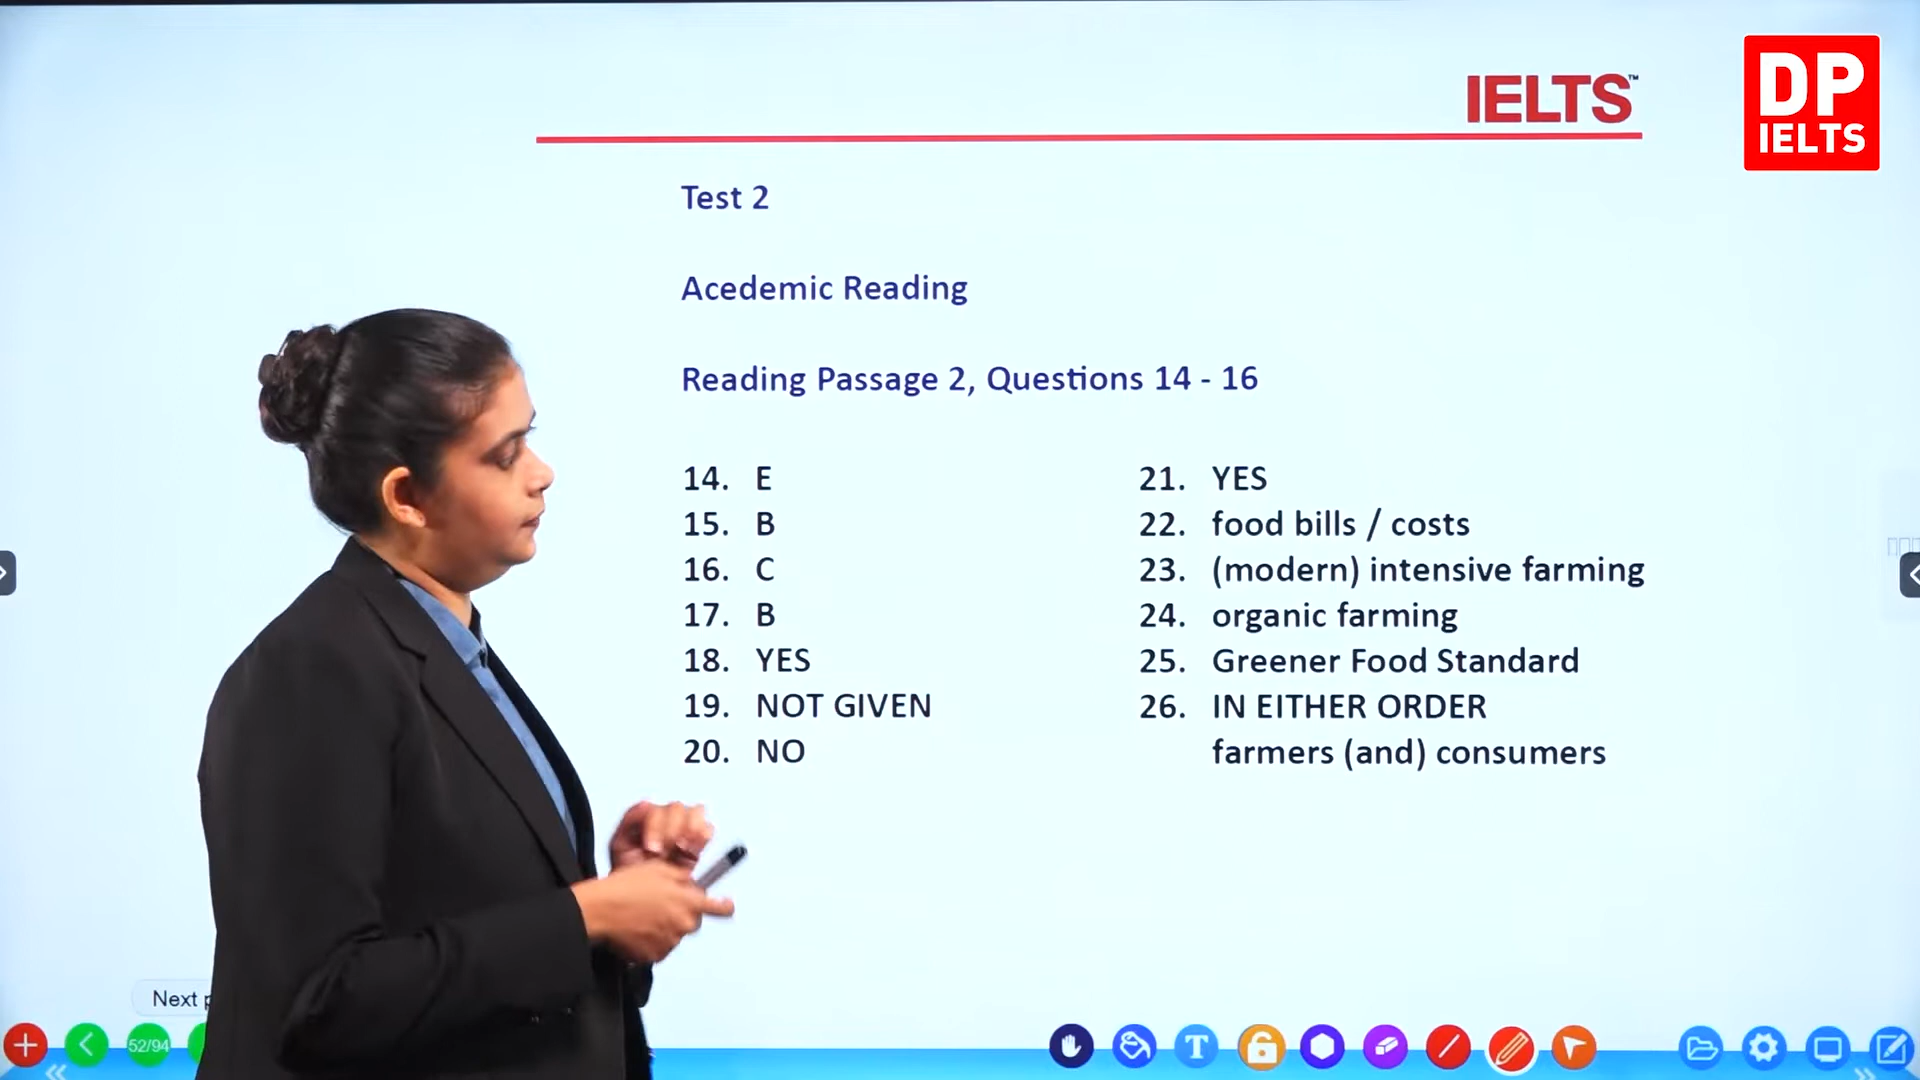 IELTS™
DP
IELTS
Test 2
Acedemic Reading
Reading Passage 2, Questions 14 - 16
14. E
15. B
16. C
17. B
18. YES
19. NOT GIVEN
20. NO
21. YES
22. food bills / costs
23. (modern) intensive farming
24. organic farming
25. Greener Food Standard
26. IN EITHER ORDER
farmers (and) consumers
Next
52/94
T